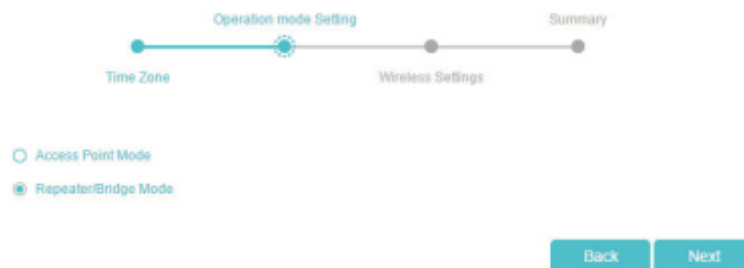 Operation mode Setting
Summary
Time Zone
Wireless Settings
Access Point Mode
Repeater/Bridge Mode
Back
Next